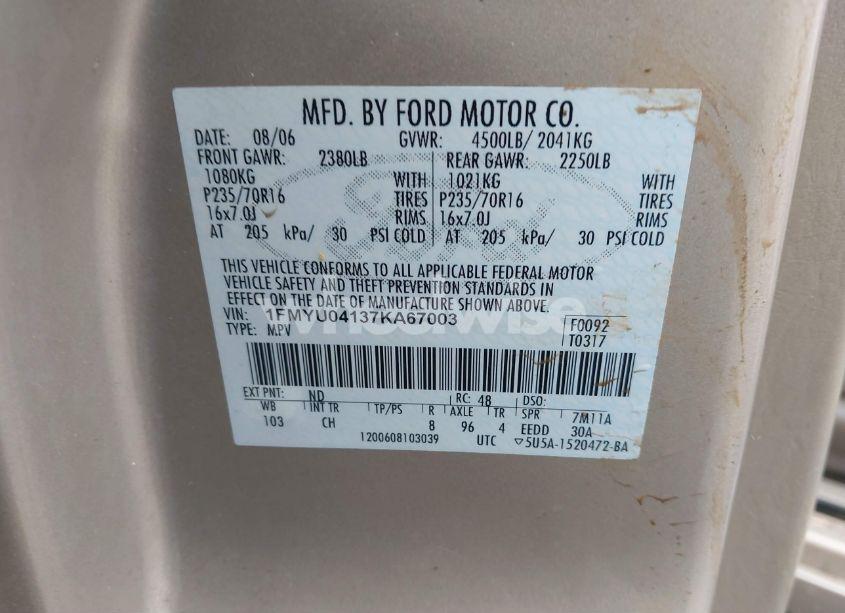 MFD. BY FORD MOTOR CO.
DATE: 08/06 GVWR: 4500LB/ 2041KG
FRONT GAWR: 2380LB REAR GAWR: 2250LB
1080KG WITH 1021KG WITH
P235/70R16 TIRES P235/70R16 TIRES
16x7.0J RIMS 16x7.0J RIMS
AT 205 kPa/ 30 PSI COLD AT 205 kPa/ 30 PSI COLD
Ford
THIS VEHICLE CONFORMS TO ALL APPLICABLE FEDERAL MOTOR
VEHICLE SAFETY AND THEFT PREVENTION STANDARDS IN
EFFECT ON THE DATE OF MANUFACTURE SHOWN ABOVE.
VIN: 1FMYU04137KA67003 F0092
TYPE: MPV T0317
wheelwise
EXT PNT: ND RC: 48 DSO:
WB INT TR TP/PS R AXLE TR SPR 7M11A
103 CH 8 96 4 EEDD 30A
1200608103039 UTC ▽5U5A-1520472-BA